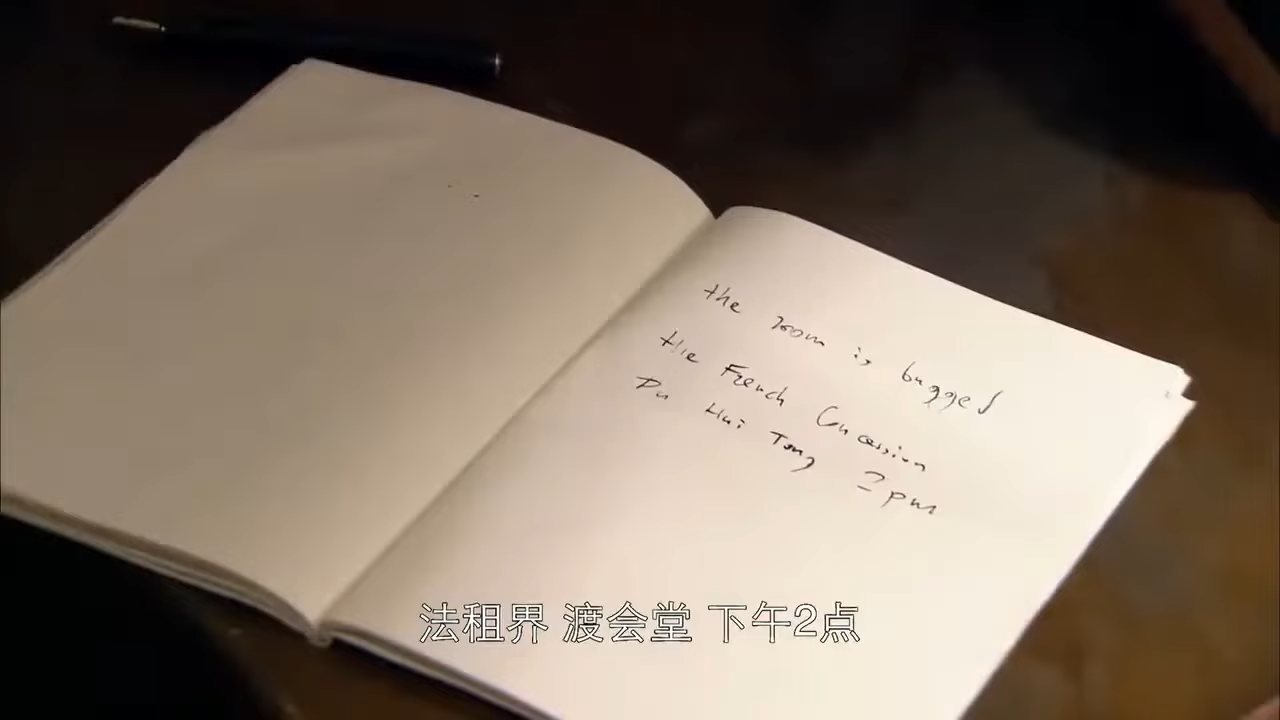 the room is bugged
the French Concession
Du Hui Tong 2pm
法租界 渡会堂 下午2点